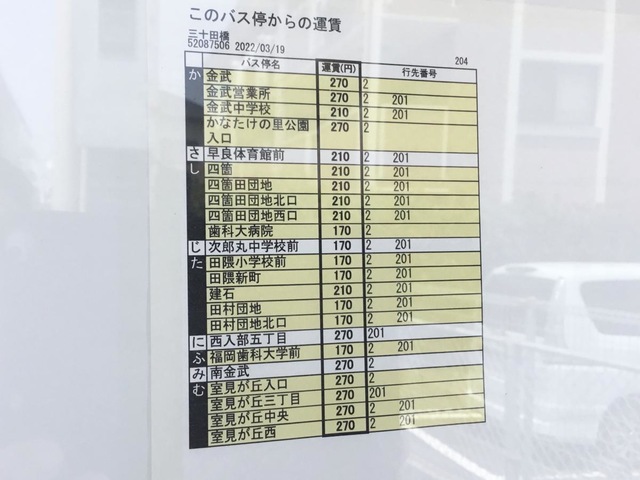 このバス停からの運賃
三十田橋
52087506 2022/03/19 204
バス停名 運賃(円) 行先番号
か 金武 270 2
金武営業所 270 2 201
金武中学校 210 2 201
かなたけの里公園 270 2
入口
さ 早良体育館前 210 2 201
し 四箇 210 2 201
四箇田団地 210 2 201
四箇田団地北口 210 2 201
四箇田団地西口 210 2 201
歯科大病院 170 2
じ 次郎丸中学校前 170 2 201
た 田隈小学校前 170 2 201
田隈新町 170 2 201
建石 210 2 201
田村団地 170 2 201
田村団地北口 170 2 201
に 西入部五丁目 270 201
ふ 福岡歯科大学前 170 2 201
み 南金武 270 2
む 室見が丘入口 270 2
室見が丘三丁目 270 201
室見が丘中央 270 2 201
室見が丘西 270 2 201